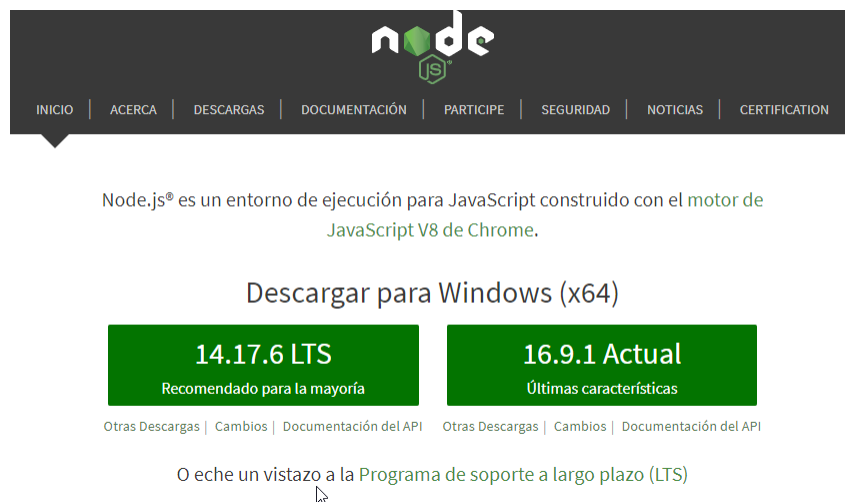 node
JS®
INICIO | ACERCA | DESCARGAS | DOCUMENTACIÓN | PARTICIPE | SEGURIDAD | NOTICIAS | CERTIFICATION
Node.js® es un entorno de ejecución para JavaScript construido con el motor de
JavaScript V8 de Chrome.
Descargar para Windows (x64)
14.17.6 LTS
Recomendado para la mayoría
16.9.1 Actual
Últimas características
Otras Descargas | Cambios | Documentación del API
Otras Descargas | Cambios | Documentación del API
O eche un vistazo a la Programa de soporte a largo plazo (LTS)